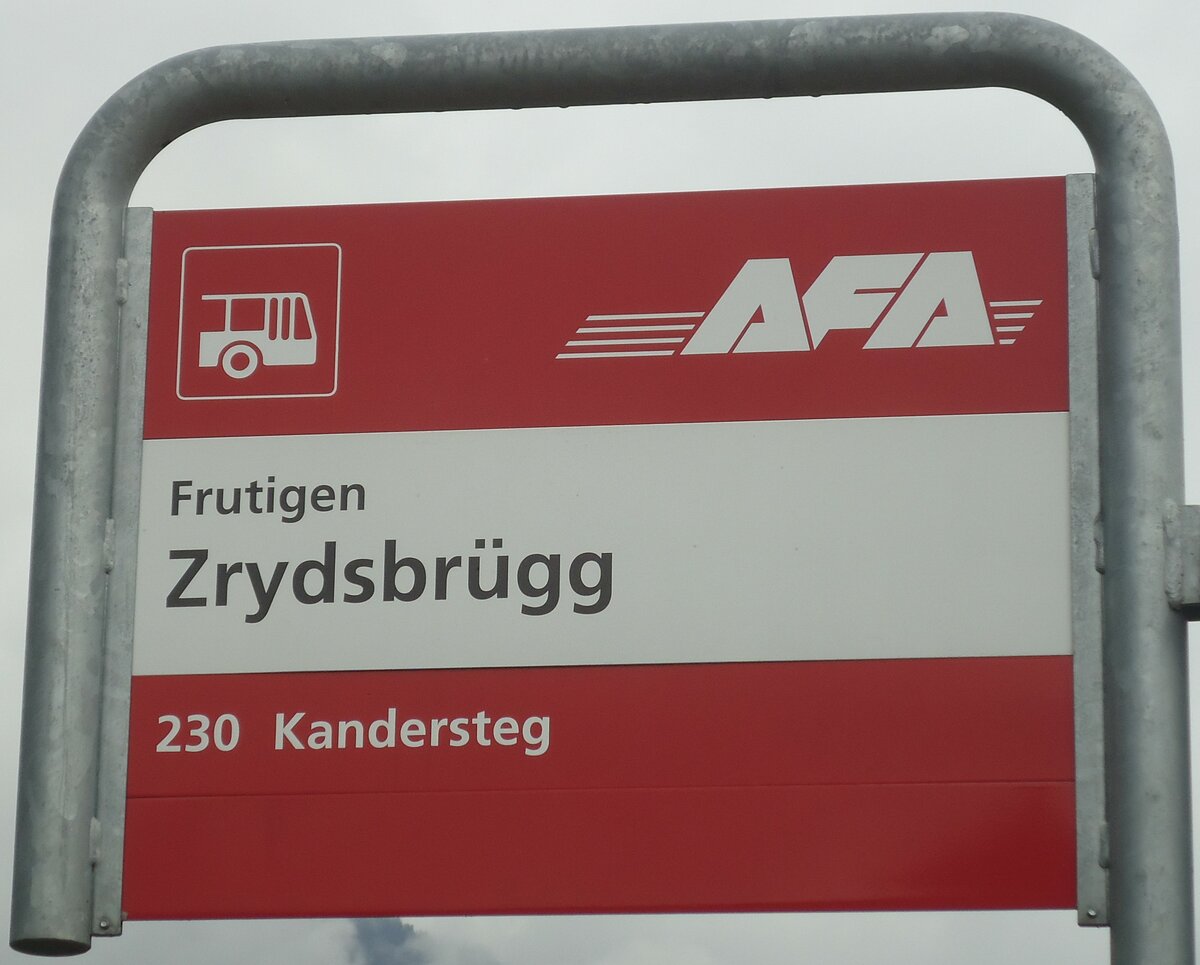 AFA
Frutigen
Zrydsbrügg
230 Kandersteg